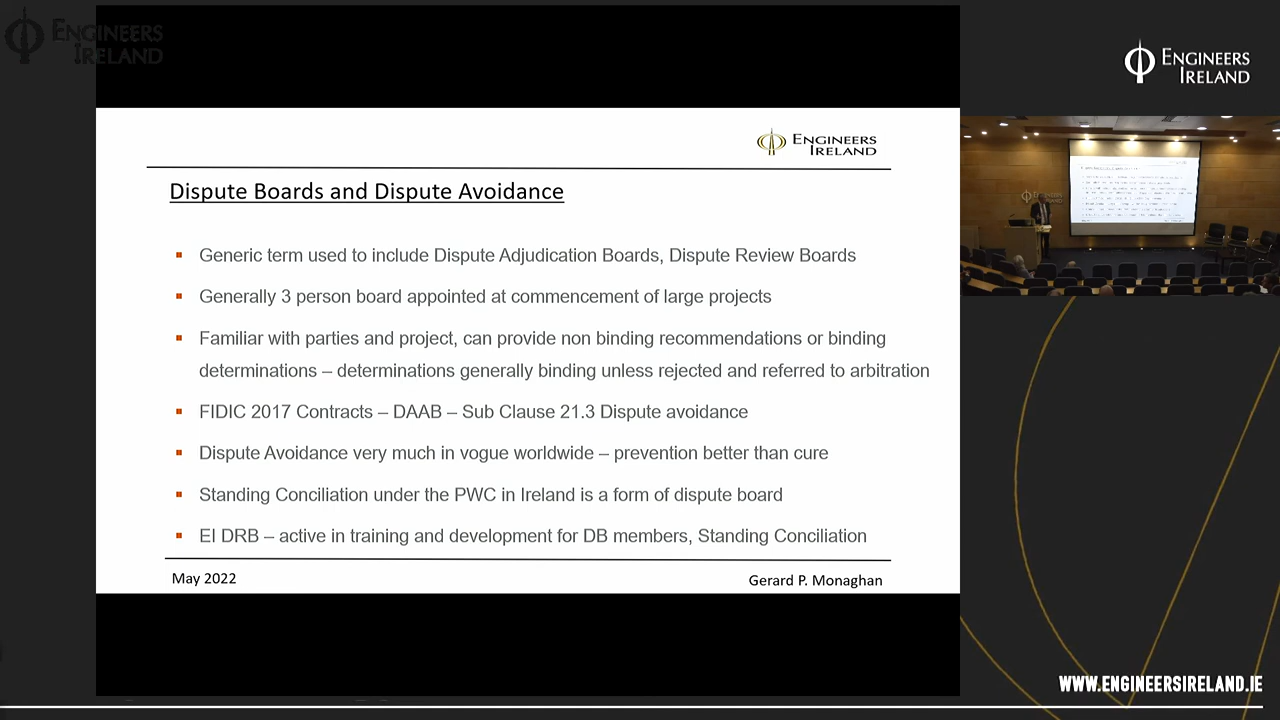 ENGINEERS
IRELAND
ENGINEERS
IRELAND
ENGINEERS
IRELAND
Dispute Boards and Dispute Avoidance
Generic term used to include Dispute Adjudication Boards, Dispute Review Boards
Generally 3 person board appointed at commencement of large projects
Familiar with parties and project, can provide non binding recommendations or binding
determinations – determinations generally binding unless rejected and referred to arbitration
FIDIC 2017 Contracts – DAAB – Sub Clause 21.3 Dispute avoidance
Dispute Avoidance very much in vogue worldwide – prevention better than cure
Standing Conciliation under the PWC in Ireland is a form of dispute board
EI DRB – active in training and development for DB members, Standing Conciliation
May 2022
Gerard P. Monaghan
ENGINEERS
IRELAND
WWW.ENGINEERSIRELAND.IE